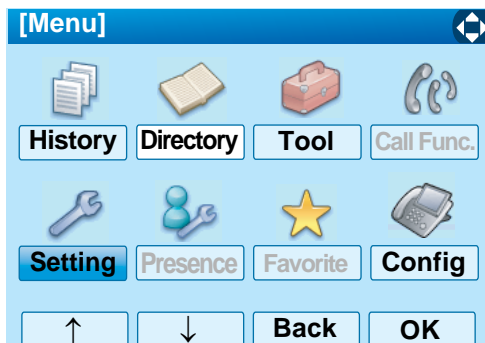 [Menu]
History Directory Tool Call Func.
Setting Presence Favorite Config
↑ ↓ Back OK